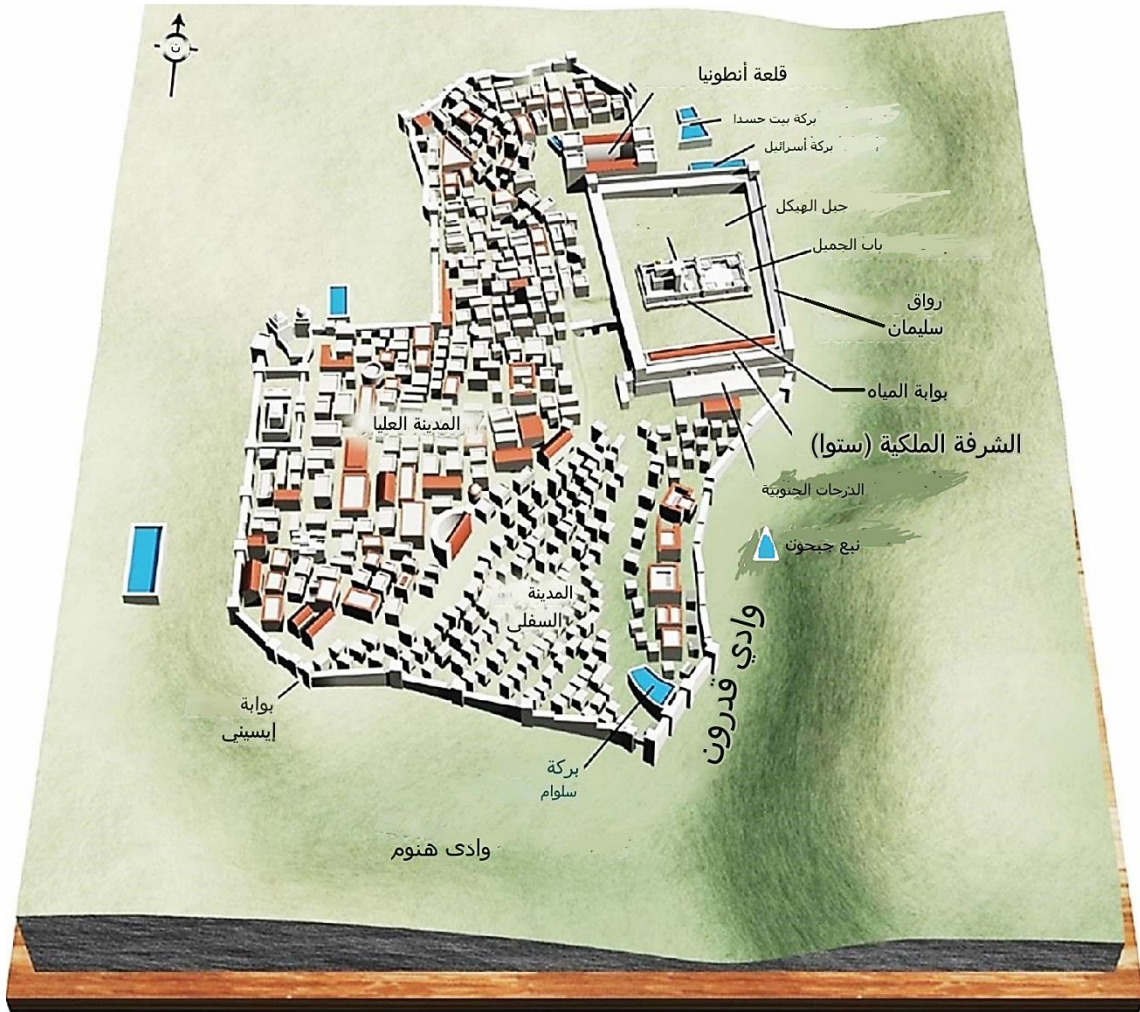 ن
قلعة أنطونيا
بركة بيت حسدا
بركة أسرائيل
جبل الهيكل
باب الجميل
رواق
سليمان
بوابة المياه
الشرفة الملكية (ستوا)
المدينة العليا
الدرجات الجنوبية
نبع جيحون
المدينة
السفلى
وادي قدرون
بوابة
إيسيني
بركة
سلوام
وادى هنوم